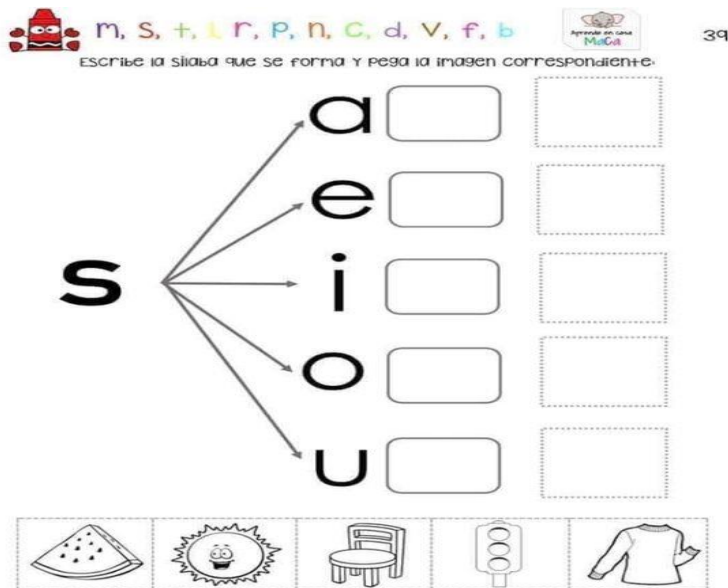 m, s, t, l, r, p, n, c, d, v, f, b
Aprende en casa
MaCa
39
Escribe la sílaba que se forma y pega la imagen correspondiente.
a
e
s
i
o
u